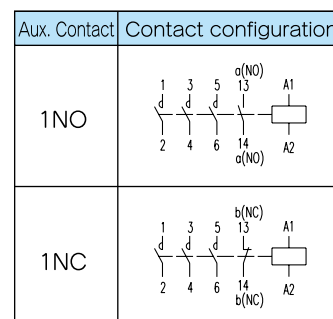 Aux. Contact Contact configuration
a(NO)
1 3 5 13 A1
1NO
2 4 6 14 A2
a(NO)
b(NC)
1 3 5 13 A1
1NC
2 4 6 14 A2
b(NC)